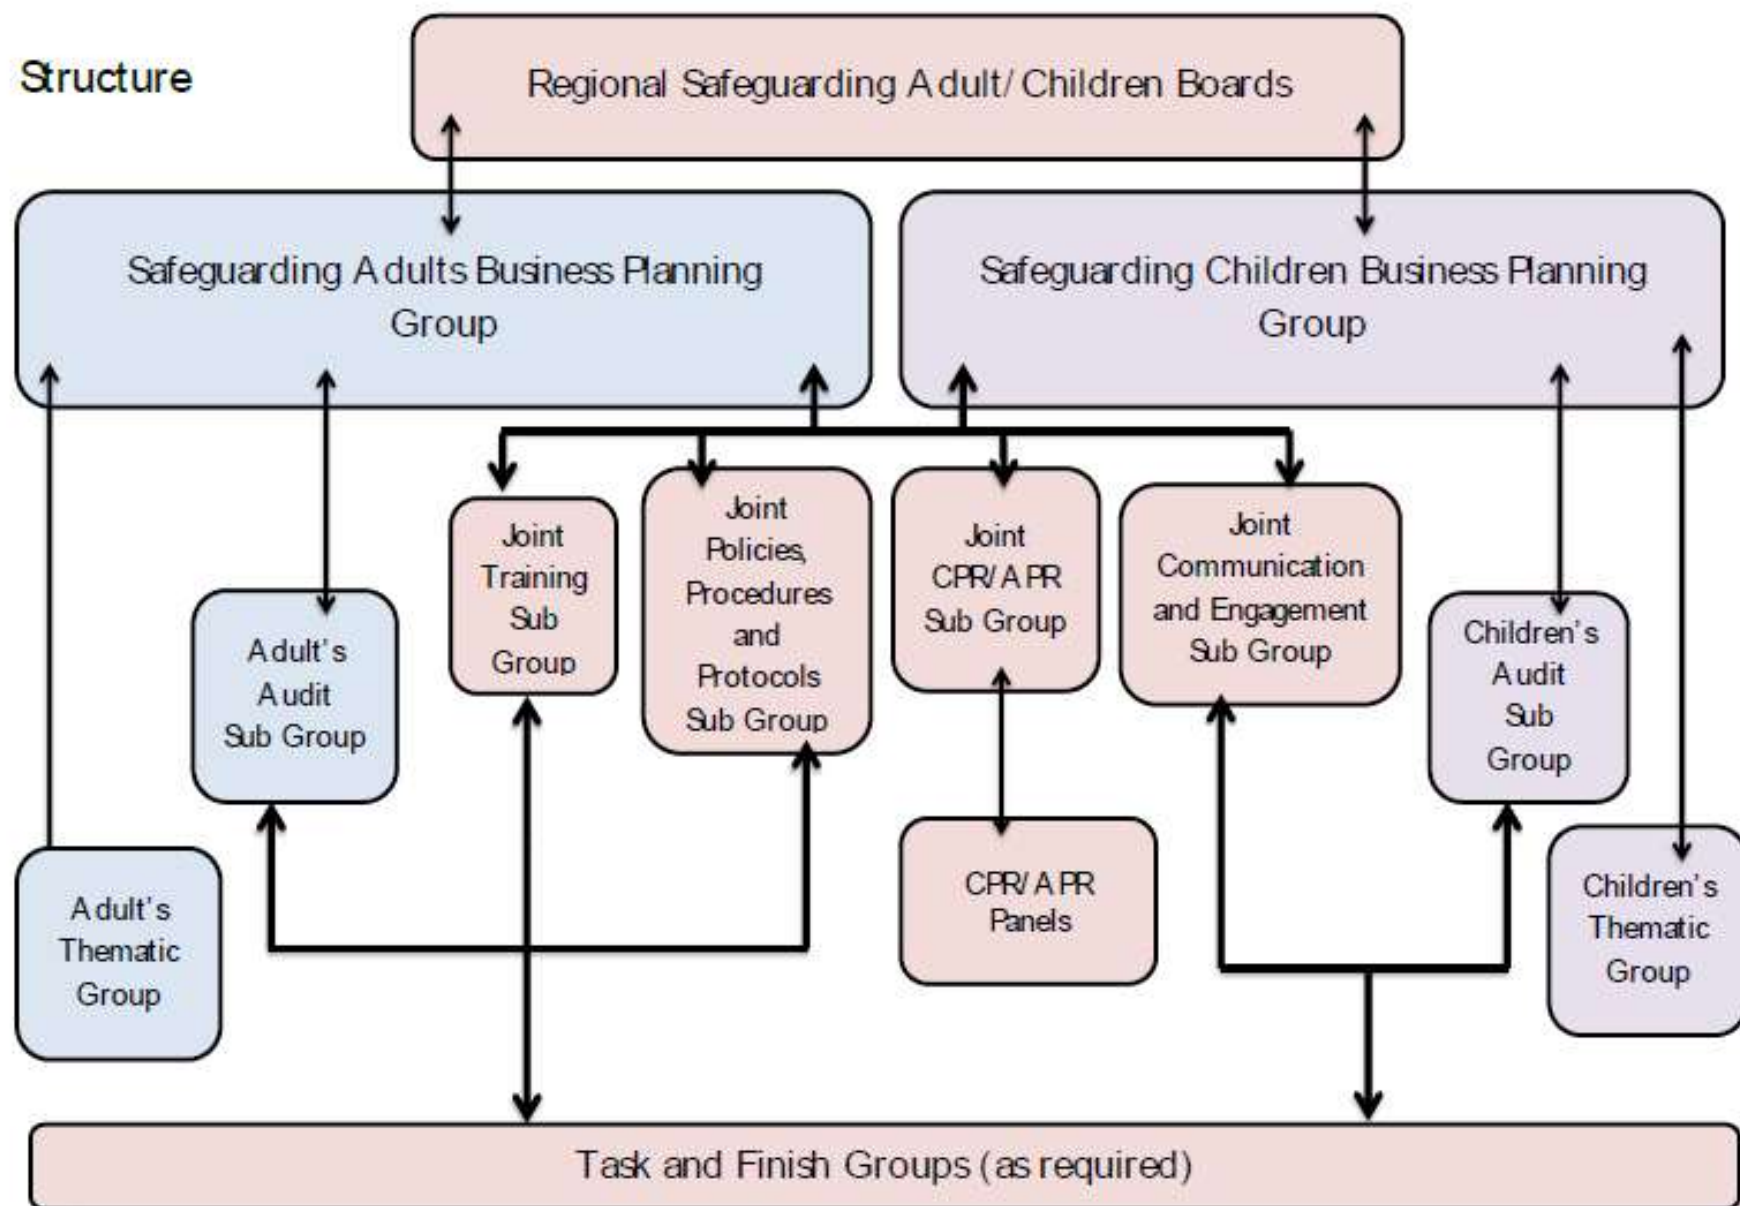 Structure
Regional Safeguarding Adult/ Children Boards
Safeguarding Adults Business Planning
Group
Safeguarding Children Business Planning
Group
Joint
Training
Sub
Group
Joint
Policies,
Procedures
and
Protocols
Sub Group
Joint
CPR/ APR
Sub Group
Joint
Communication
and Engagement
Sub Group
Adult's
Audit
Sub Group
Children's
Audit
Sub
Group
Adult's
Thematic
Group
CPR/ APR
Panels
Children's
Thematic
Group
Task and Finish Groups (as required)